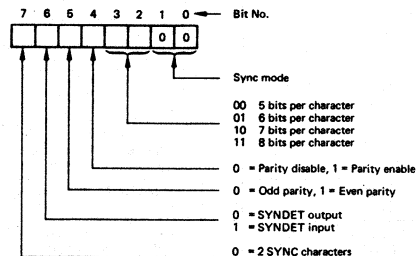 7 6 5 4 3 2 1 0 Bit No.
0 0
Sync mode
00 5 bits per character
01 6 bits per character
10 7 bits per character
11 8 bits per character
0 = Parity disable, 1 = Parity enable
0 = Odd parity, 1 = Even parity
0 = SYNDET output
1 = SYNDET input
0 = 2 SYNC characters